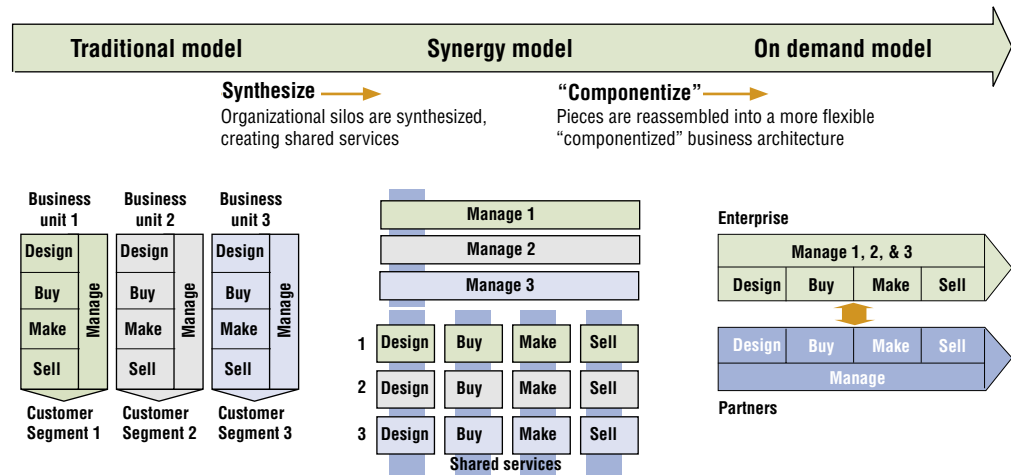 Traditional model
Synergy model
On demand model
Synthesize
Organizational silos are synthesized,
creating shared services
“Componentize”
Pieces are reassembled into a more flexible
“componentized” business architecture
Business
unit 1
Business
unit 2
Business
unit 3
Design
Buy
Make
Sell
Manage
Design
Buy
Make
Sell
Manage
Design
Buy
Make
Sell
Manage
Customer
Segment 1
Customer
Segment 2
Customer
Segment 3
Manage 1
Manage 2
Manage 3
1 Design Buy Make Sell
2 Design Buy Make Sell
3 Design Buy Make Sell
Shared services
Enterprise
Manage 1, 2, & 3
Design Buy Make Sell
Design Buy Make Sell
Manage
Partners